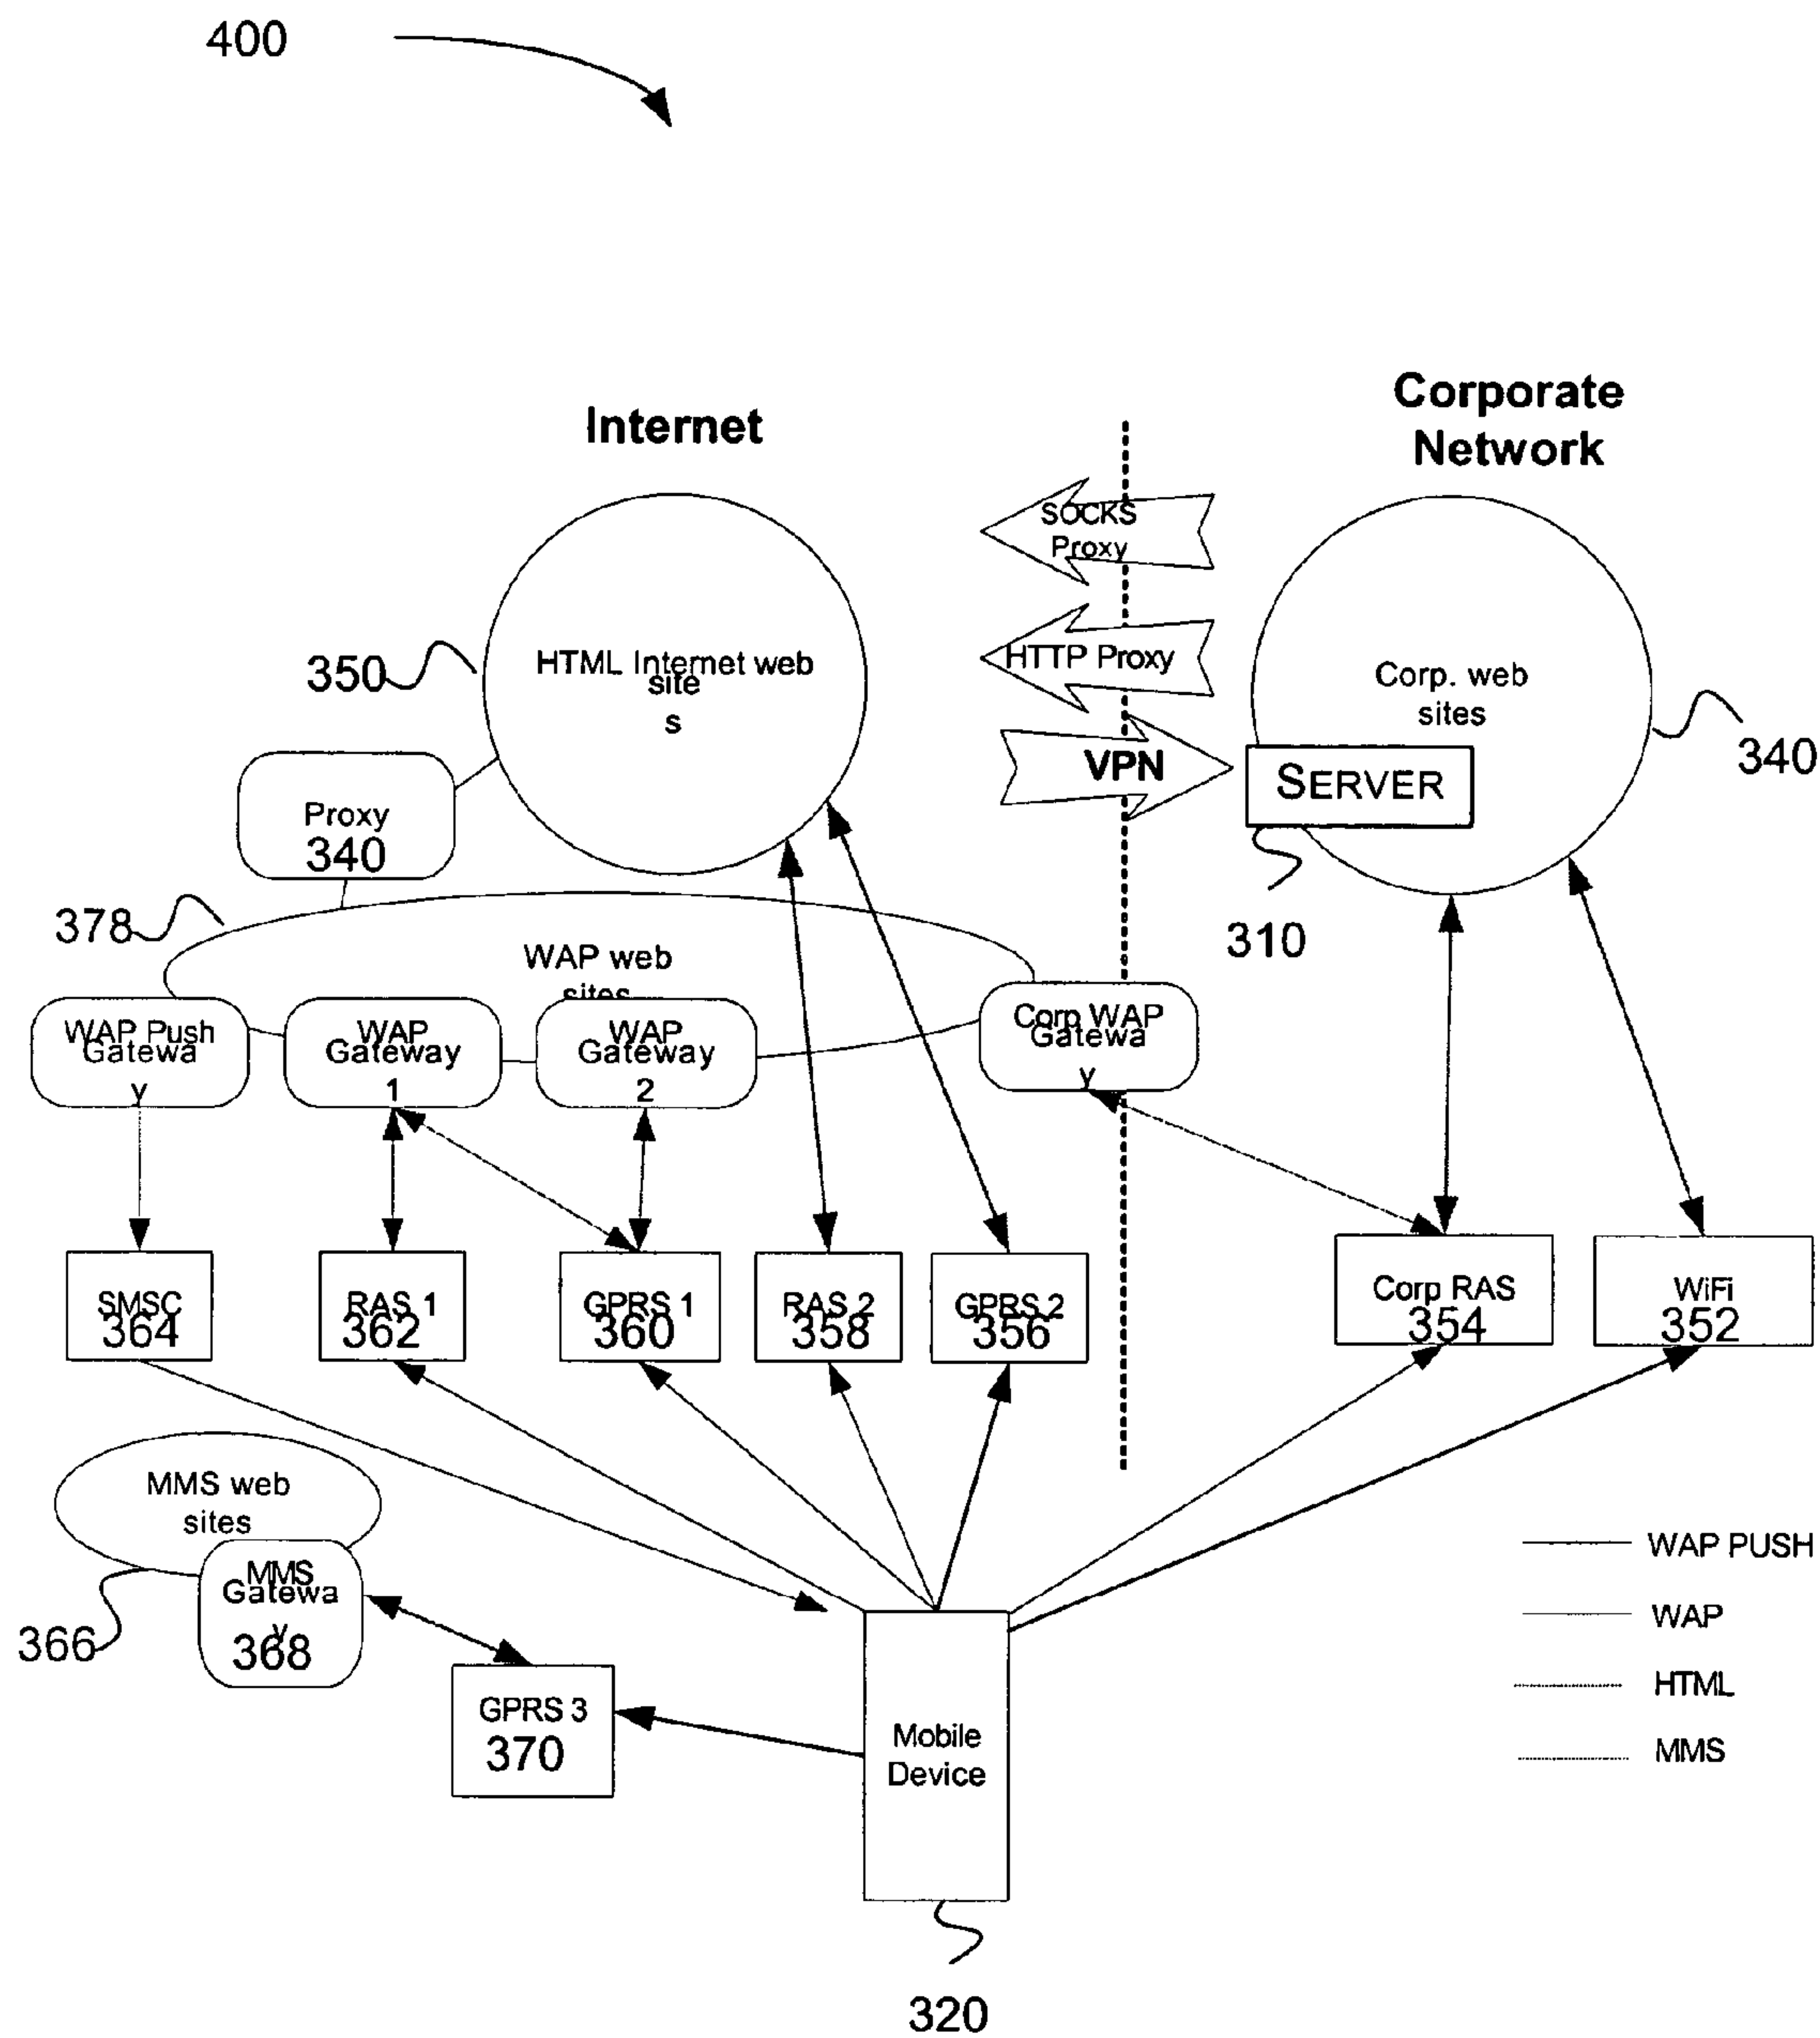 400
Internet
Corporate
Network
SOCKS
Proxy
HTTP Proxy
VPN
HTML Internet web
site
s
350
Corp. web
sites
340
SERVER
310
Proxy
340
378
WAP web
sites
WAP Push
Gatewa
y
WAP
Gateway
1
WAP
Gateway
2
Corp WAP
Gatewa
y
SMSC
364
RAS 1
362
GPRS 1
360
RAS 2
358
GPRS 2
356
Corp RAS
354
WiFi
352
MMS web
sites
MMS
Gatewa
y
368
366
GPRS 3
370
Mobile
Device
320
WAP PUSH
WAP
HTML
MMS